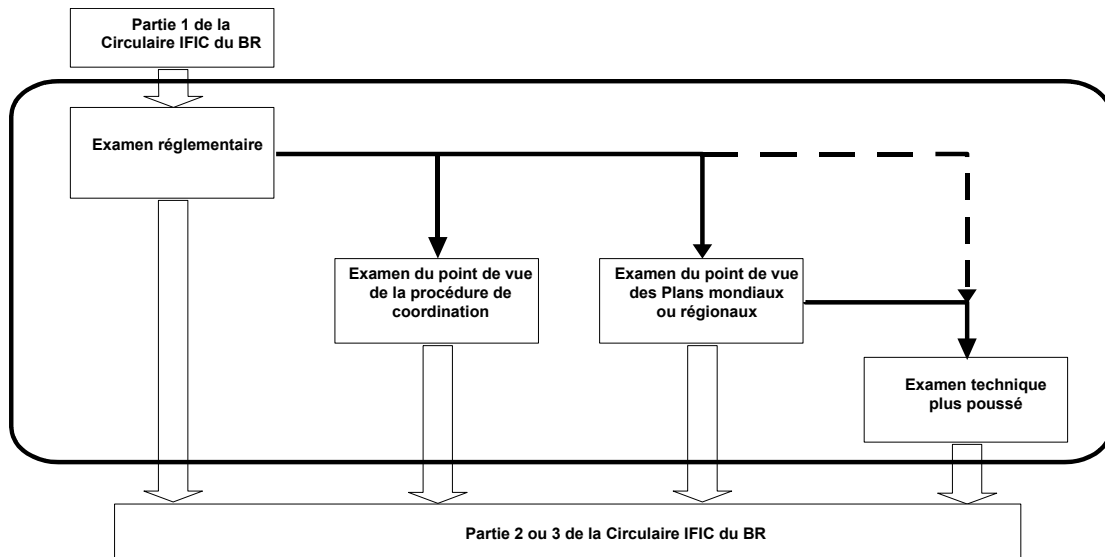 Partie 1 de la
Circulaire IFIC du BR
Examen réglementaire
Examen du point de vue
de la procédure de
coordination
Examen du point de vue
des Plans mondiaux
ou régionaux
Examen technique
plus poussé
Partie 2 ou 3 de la Circulaire IFIC du BR